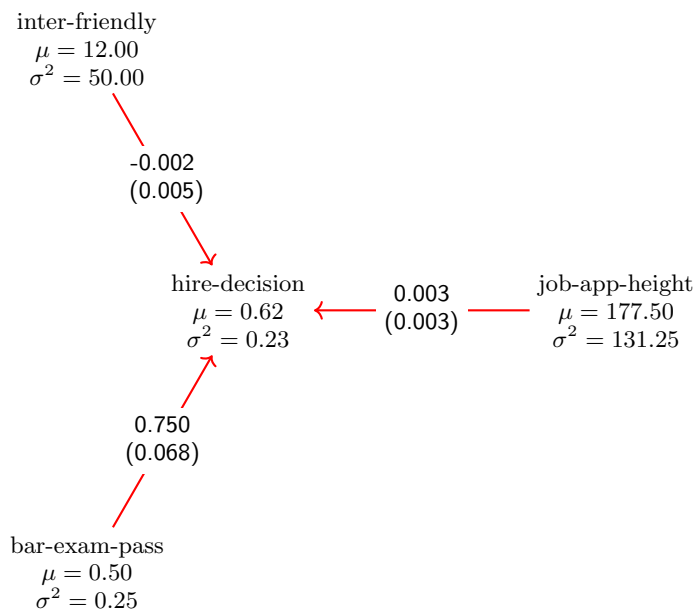 inter-friendly
μ = 12.00
σ² = 50.00
-0.002
(0.005)
hire-decision
μ = 0.62
σ² = 0.23
0.003
(0.003)
job-app-height
μ = 177.50
σ² = 131.25
0.750
(0.068)
bar-exam-pass
μ = 0.50
σ² = 0.25